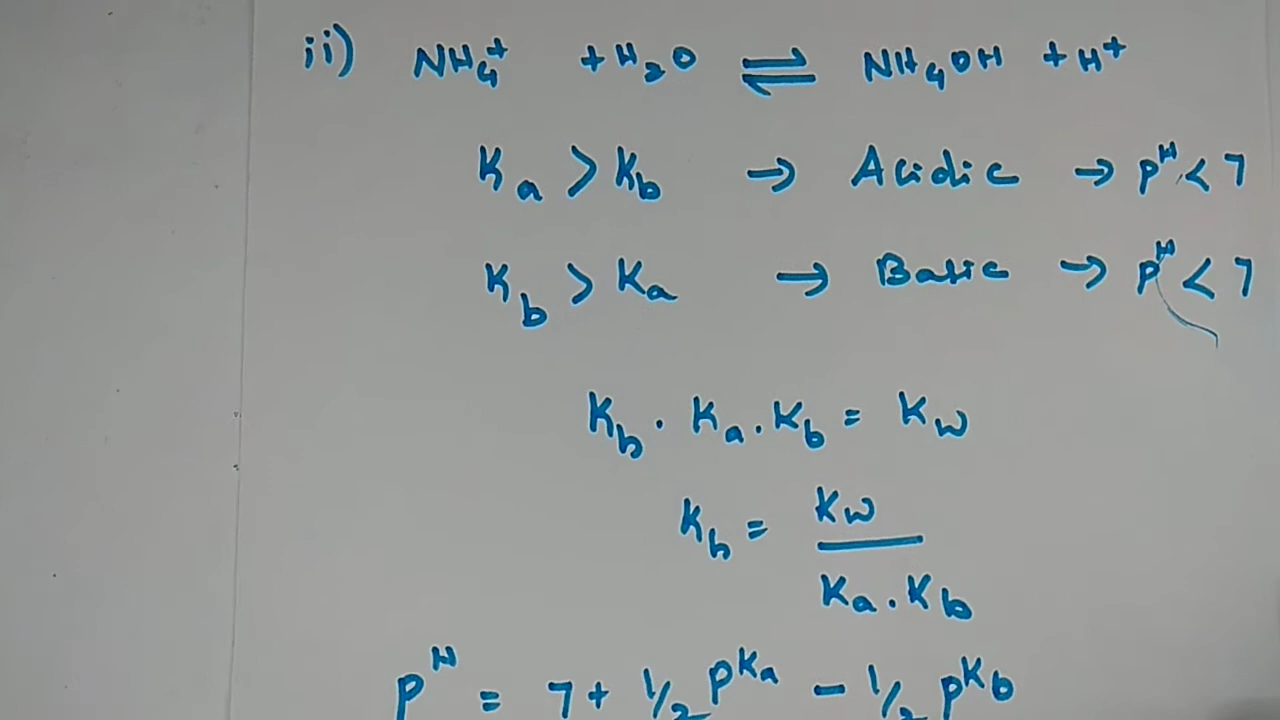 ii) NH₄⁺ + H₂O ⇌ NH₄OH + H⁺
Ka > Kb → Acidic → pᴴ < 7
Kb > Ka → Basic → pᴴ < 7
Kh · Ka . Kb = Kw
Kh = Kw / Ka . Kb
pᴴ = 7 + 1/2 pᴷᵃ - 1/2 pᴷᵇ